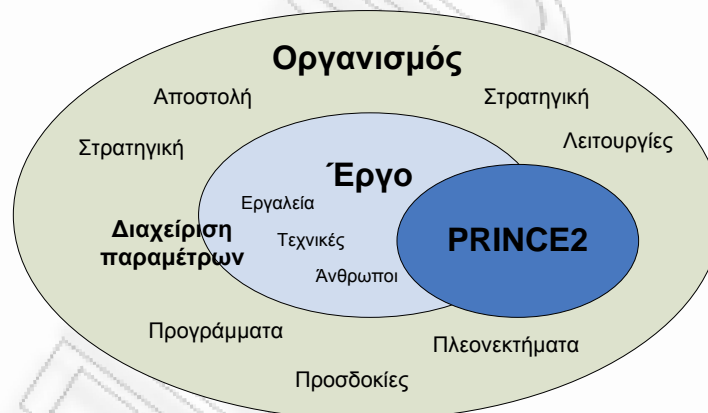 Οργανισμός
Αποστολή
Στρατηγική
Στρατηγική
Λειτουργίες
Έργο
Εργαλεία
Διαχείριση
παραμέτρων
Τεχνικές
PRINCE2
Άνθρωποι
Προγράμματα
Πλεονεκτήματα
Προσδοκίες